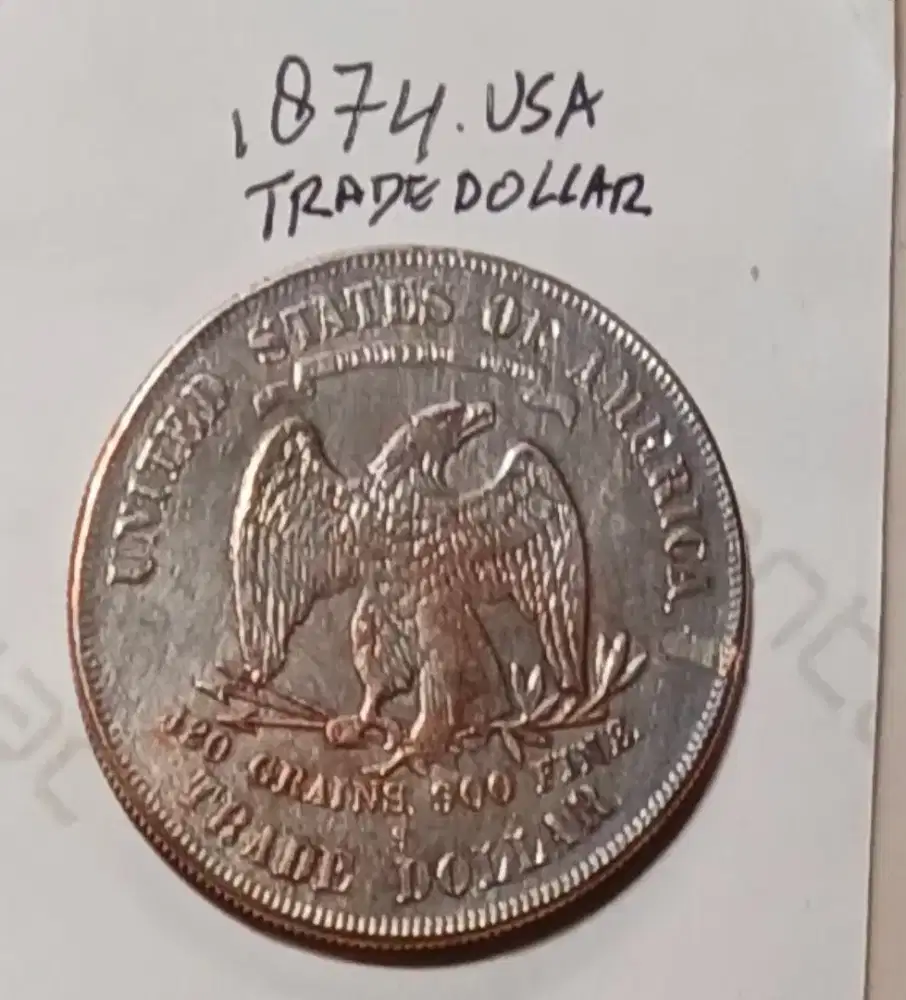 1874. USA
TRADE DOLLAR
UNITED STATES OF AMERICA
420 GRAINS, 900 FINE.
S
TRADE DOLLAR